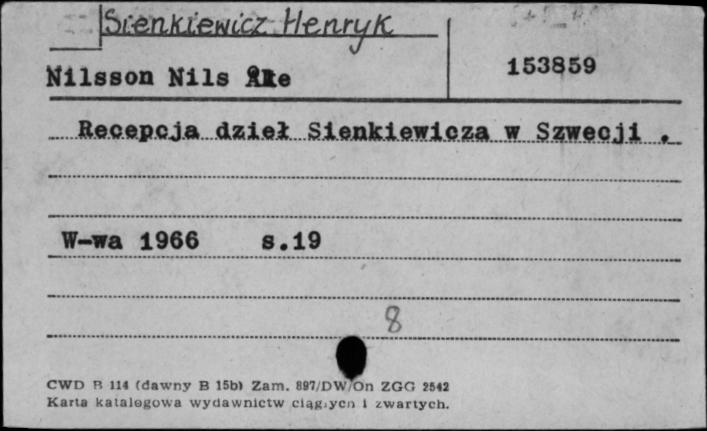 Sienkiewicz Henryk
Nilsson Nils Åke
153859
Recepcja dzieł Sienkiewicza w Szwecji .
W-wa 1966 s.19
8
CWD B 114 (dawny B 15b) Zam. 897/DW/On ZGG 2542
Karta katalogowa wydawnictw ciągłych i zwartych.